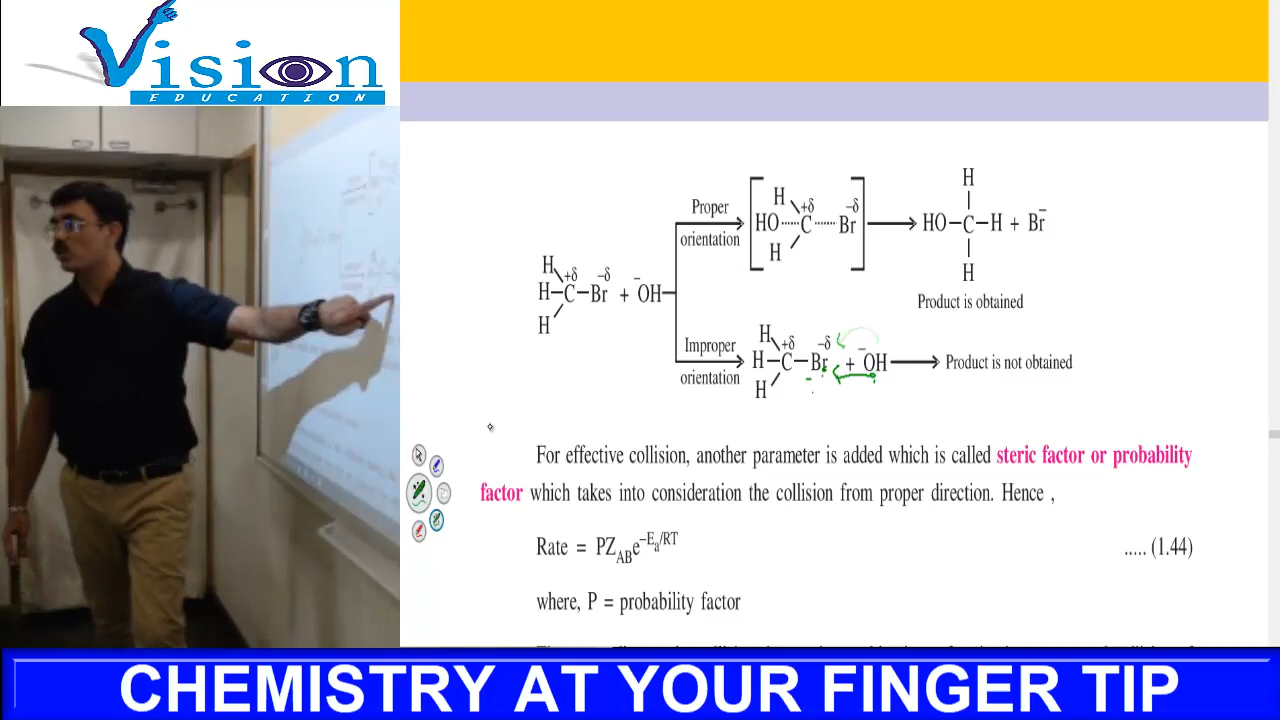 Vision
EDUCATION
H
H
H–C–Br + ⁻OH
+δ
–δ
H
Proper
orientation
H
+δ
–δ
HO⋯⋯C⋯⋯Br
H
H
HO–C–H + Br⁻
H
Product is obtained
Improper
orientation
H
+δ
–δ
H–C–Br + ⁻OH
H
Product is not obtained
For effective collision, another parameter is added which is called steric factor or probability
factor which takes into consideration the collision from proper direction. Hence ,
Rate = PZ_AB e^–E_a/RT ..... (1.44)
where, P = probability factor
CHEMISTRY AT YOUR FINGER TIP